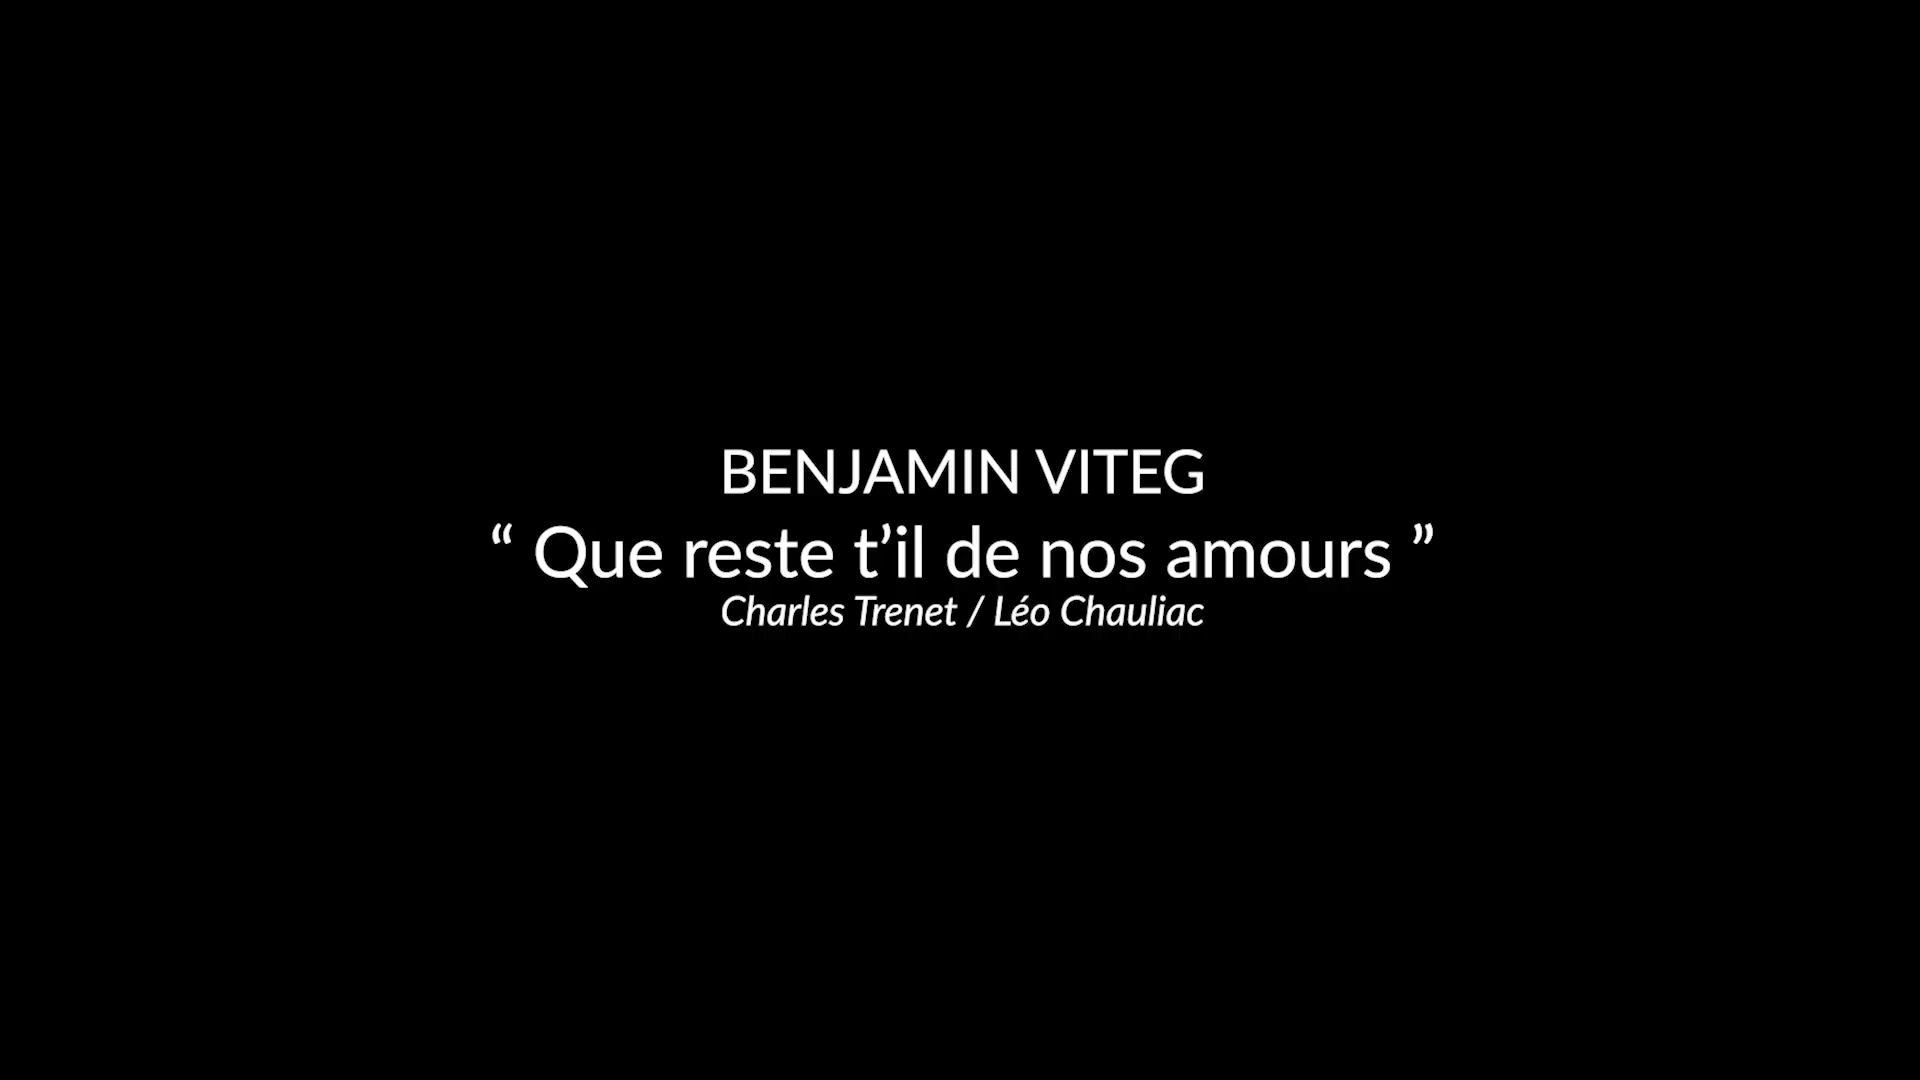 BENJAMIN VITEG
“ Que reste t’il de nos amours ”
Charles Trenet / Léo Chauliac